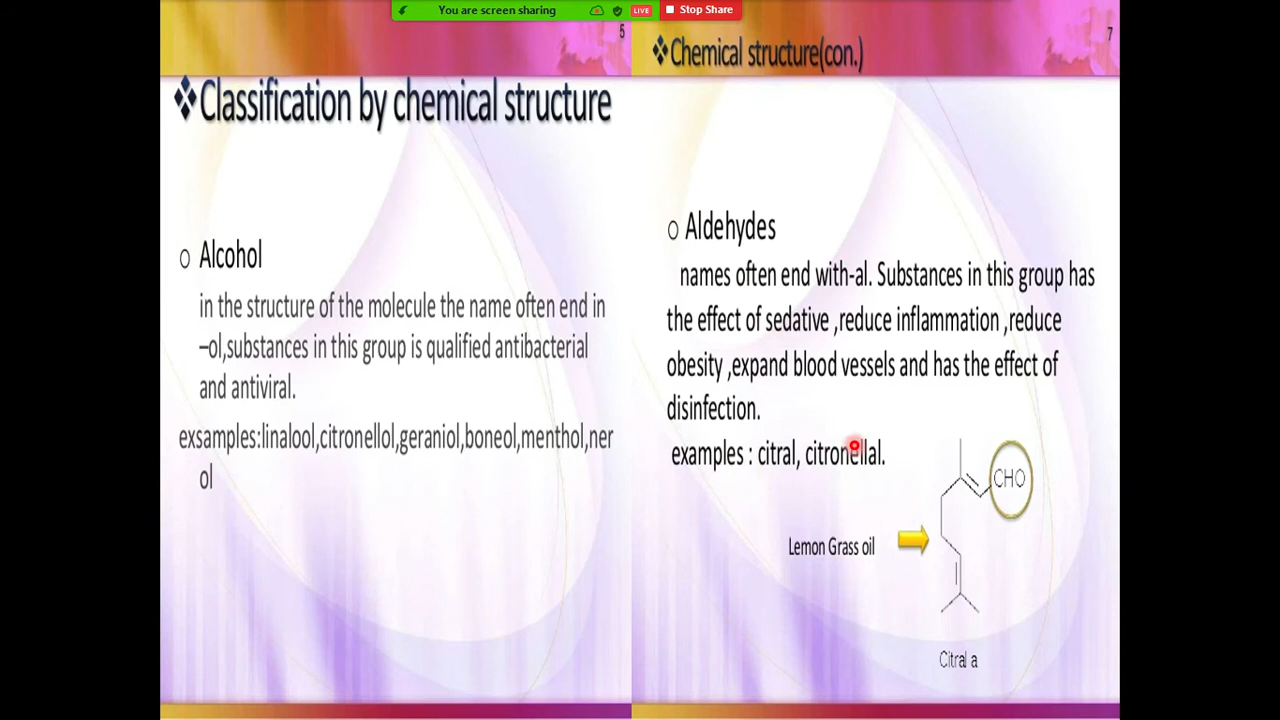 You are screen sharing
LIVE
Stop Share
5
❖Classification by chemical structure
o Alcohol
in the structure of the molecule the name often end in
–ol,substances in this group is qualified antibacterial
and antiviral.
exsamples:linalool,citronellol,geraniol,boneol,menthol,ner
ol
7
❖Chemical structure(con.)
o Aldehydes
names often end with-al. Substances in this group has
the effect of sedative ,reduce inflammation ,reduce
obesity ,expand blood vessels and has the effect of
disinfection.
examples : citral, citronellal.
CHO
Lemon Grass oil
Citral a